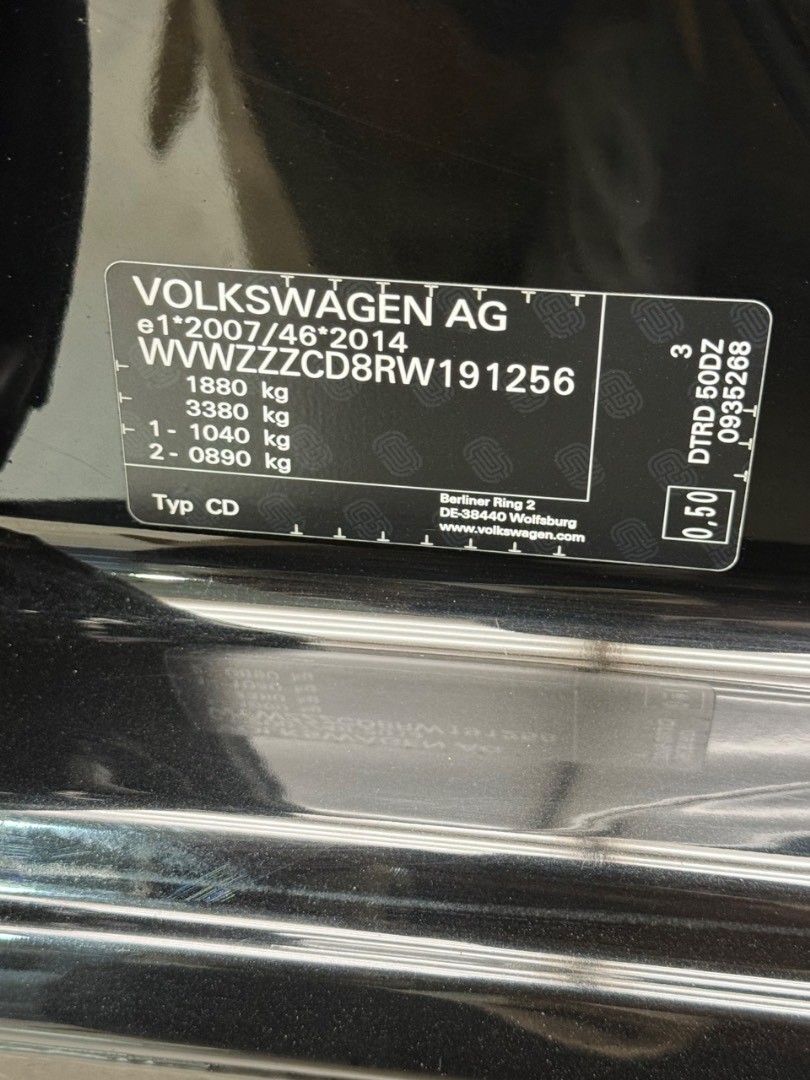 VOLKSWAGEN AG
e1*2007/46*2014
WVWZZZCD8RW191256
1880 kg
3380 kg
1- 1040 kg
2- 0890 kg
Typ CD
Berliner Ring 2
DE-38440 Wolfsburg
www.volkswagen.com
3
DTRD 50DZ
0935268
0,50